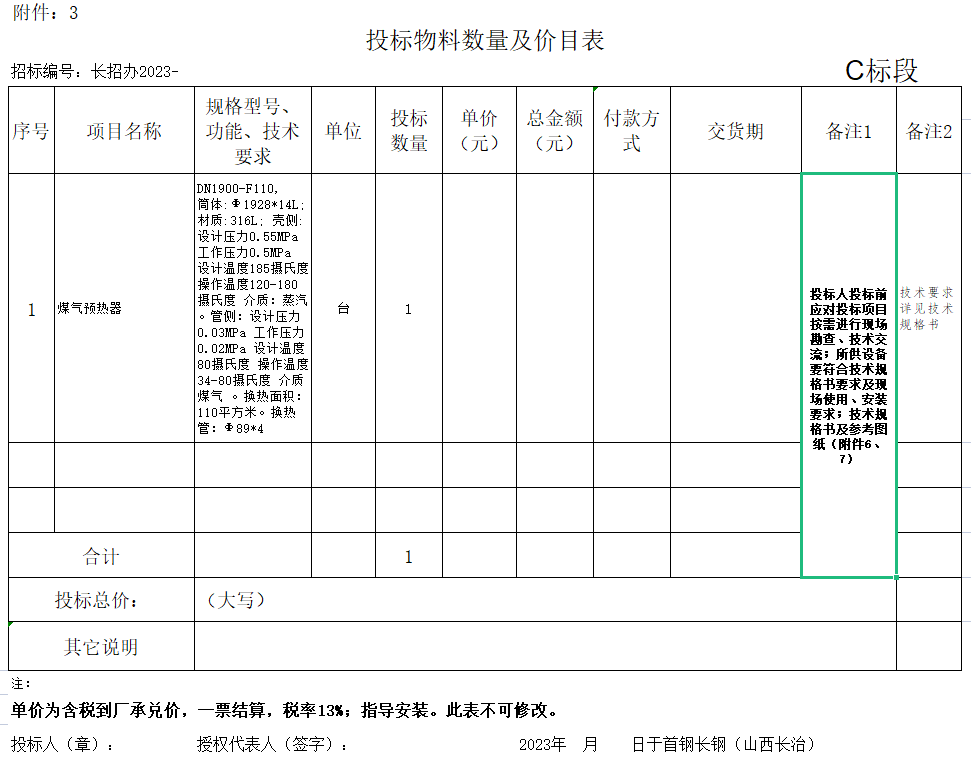 附件：3
投标物料数量及价目表
招标编号：长招办2023-
C标段
序号
项目名称
规格型号、
功能、技术
要求
单位
投标
数量
单价
（元）
总金额
（元）
付款方
式
交货期
备注1
备注2
1
煤气预热器
DN1900-F110,
筒体:Φ1928*14L;
材质:316L; 壳侧:
设计压力0.55MPa
工作压力0.5MPa
设计温度185摄氏度
操作温度120-180
摄氏度 介质：蒸汽
。管侧：设计压力
0.03MPa 工作压力
0.02MPa 设计温度
80摄氏度 操作温度
34-80摄氏度 介质
煤气 。换热面积：
110平方米。换热
管：Φ89*4
台
1
投标人投标前
应对投标项目
按需进行现场
勘查、技术交
流；所供设备
要符合技术规
格书要求及现
场使用、安装
要求；技术规
格书及参考图
纸（附件6、
7）
技术要求
详见技术
规格书
合计
1
投标总价：
（大写）
其它说明
注：
单价为含税到厂承兑价，一票结算，税率13%；指导安装。此表不可修改。
投标人（章）：
授权代表人（签字）：
2023年 月 日于首钢长钢（山西长治）